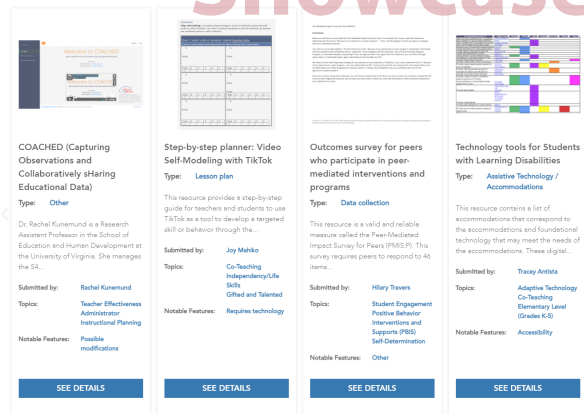 Showcase
Welcome to COACHED!
COACHED (Capturing
Observations and
Collaboratively sHaring
Educational Data)
Type: Other
Dr. Rachel Kunemund is a Research
Assistant Professor in the School of
Education and Human Development at
the University of Virginia. She manages
the S4...
Submitted by: Rachel Kunemund
Topics: Teacher Effectiveness
Administrator
Instructional Planning
Notable Features: Possible
modifications
SEE DETAILS
Step-by-step planner: Video
Self-Modeling with TikTok
Type: Lesson plan
This resource provides a step-by-step
guide for teachers and students to use
TikTok as a tool to develop a targeted
skill or behavior through the...
Submitted by: Joy Mahiko
Topics: Co-Teaching
Independency/Life
Skills
Gifted and Talented
Notable Features: Requires technology
SEE DETAILS
Outcomes survey for peers
who participate in peer-
mediated interventions and
programs
Type: Data collection
This resource is a valid and reliable
measure called the Peer-Mediated
Impact Survey for Peers (PMIS:P). This
survey requires peers to respond to 46
items...
Submitted by: Hilary Travers
Topics: Student Engagement
Positive Behavior
Interventions and
Supports (PBIS)
Self-Determination
Notable Features: Other
SEE DETAILS
Technology tools for Students
with Learning Disabilities
Type: Assistive Technology /
Accommodations
This resource contains a list of
accommodations that correspond to
the accommodations and foundational
technology that may meet the needs of
the accommodations. These digital...
Submitted by: Tracey Antista
Topics: Adaptive Technology
Co-Teaching
Elementary Level
(Grades K-5)
Notable Features: Accessibility
SEE DETAILS